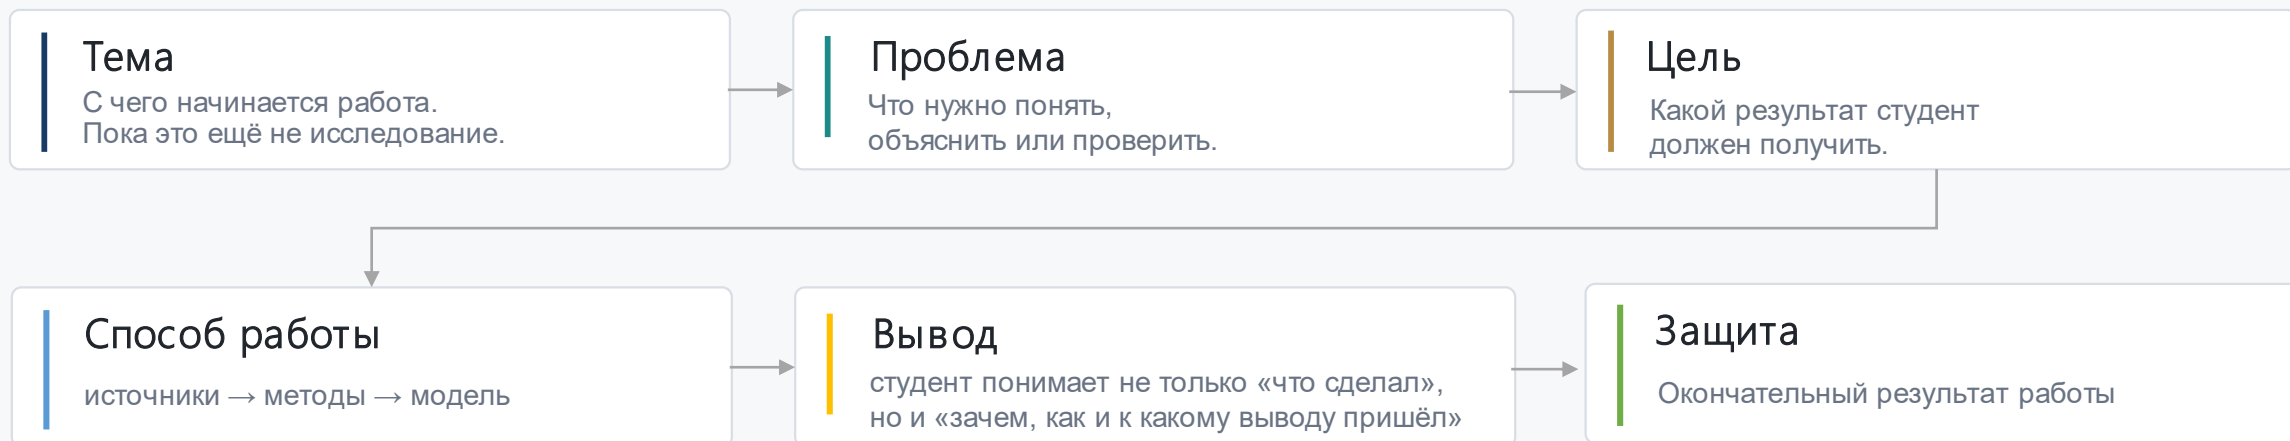 Тема
С чего начинается работа.
Пока это ещё не исследование.
Проблема
Что нужно понять,
объяснить или проверить.
Цель
Какой результат студент
должен получить.
Способ работы
источники → методы → модель
Вывод
студент понимает не только «что сделал»,
но и «зачем, как и к какому выводу пришёл»
Защита
Окончательный результат работы